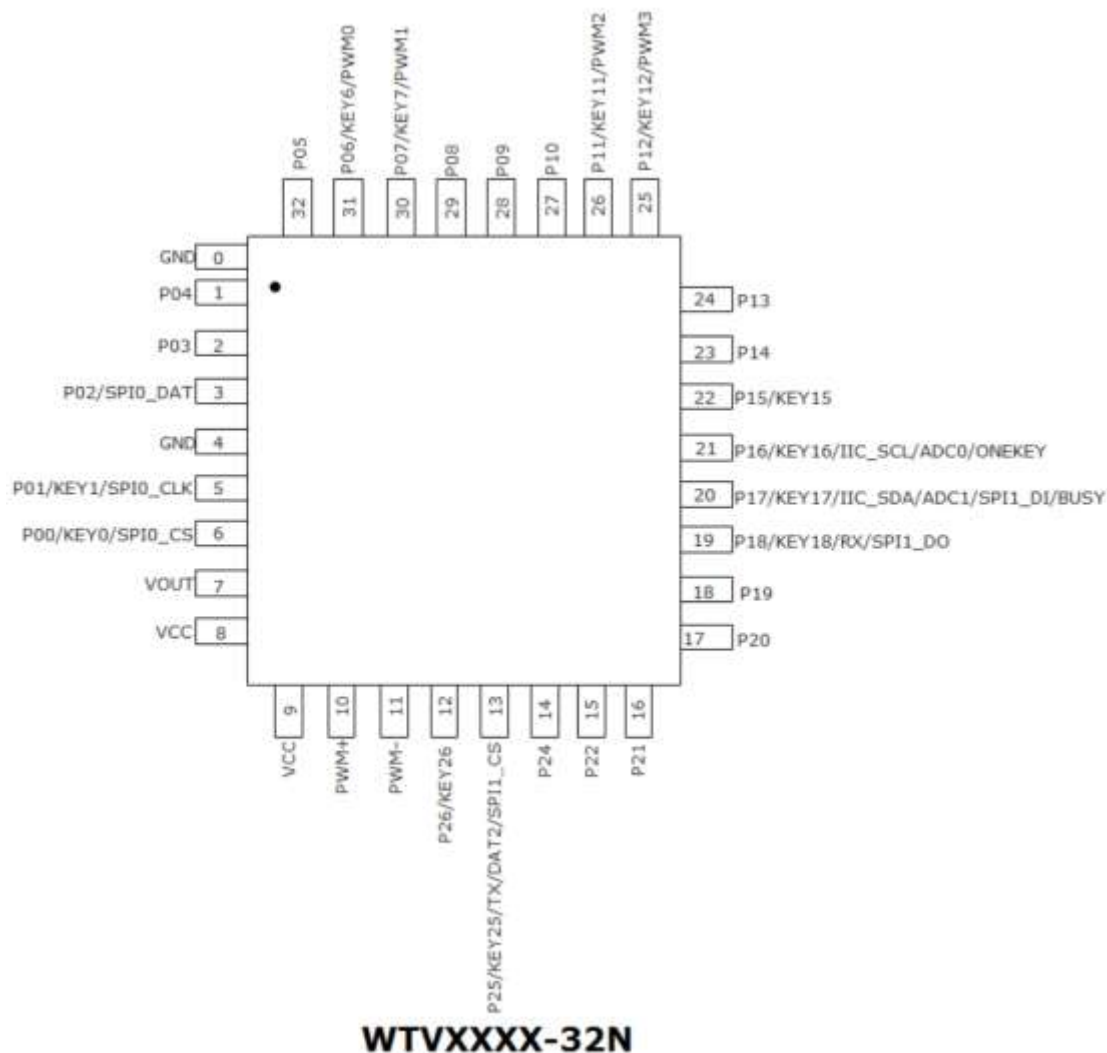 P05
P06/KEY6/PWM0
P07/KEY7/PWM1
P08
P09
P10
P11/KEY11/PWM2
P12/KEY12/PWM3
32
31
30
29
28
27
26
25
GND 0
P04 1
P03 2
P02/SPI0_DAT 3
GND 4
P01/KEY1/SPI0_CLK 5
P00/KEY0/SPI0_CS 6
VOUT 7
VCC 8
24 P13
23 P14
22 P15/KEY15
21 P16/KEY16/IIC_SCL/ADC0/ONEKEY
20 P17/KEY17/IIC_SDA/ADC1/SPI1_DI/BUSY
19 P18/KEY18/RX/SPI1_DO
18 P19
17 P20
9
10
11
12
13
14
15
16
VCC
PWM+
PWM-
P26/KEY26
P25/KEY25/TX/DAT2/SPI1_CS
P24
P22
P21
WTVXXXX-32N